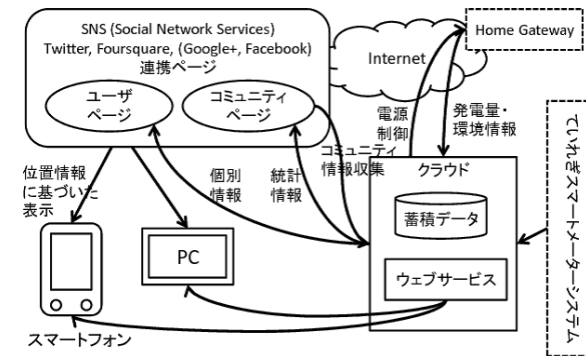 SNS (Social Network Services)
Twitter, Foursquare, (Google+, Facebook)
連携ページ
ユーザ
ページ
コミュニティ
ページ
Internet
Home Gateway
電源
制御
発電量・
環境情報
コミュニティ
情報収集
クラウド
蓄積データ
ウェブサービス
ていれぎスマートメーターシステム
位置情報
に基づいた
表示
個別
情報
統計
情報
PC
スマートフォン